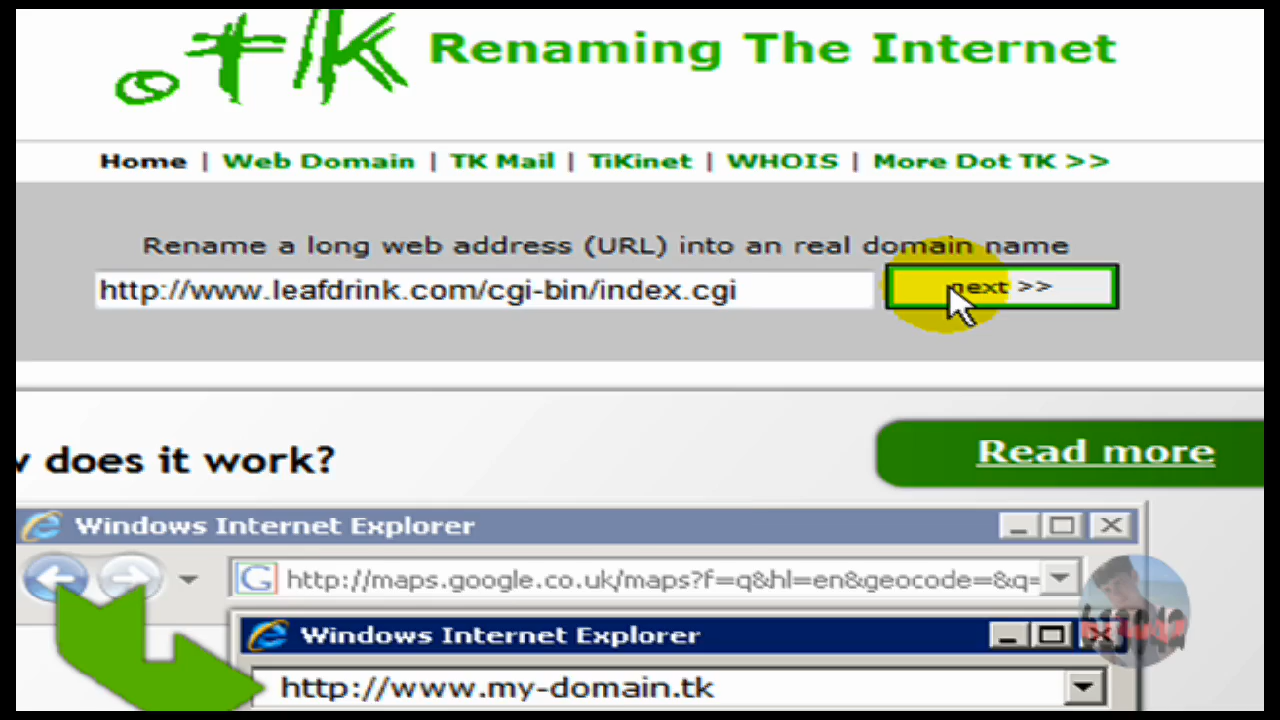 .tk Renaming The Internet
Home | Web Domain | TK Mail | TiKinet | WHOIS | More Dot TK >>
Rename a long web address (URL) into an real domain name
http://www.leafdrink.com/cgi-bin/index.cgi next >>
does it work? Read more
Windows Internet Explorer
http://maps.google.co.uk/maps?f=q&hl=en&geocode=&q=
Windows Internet Explorer
http://www.my-domain.tk